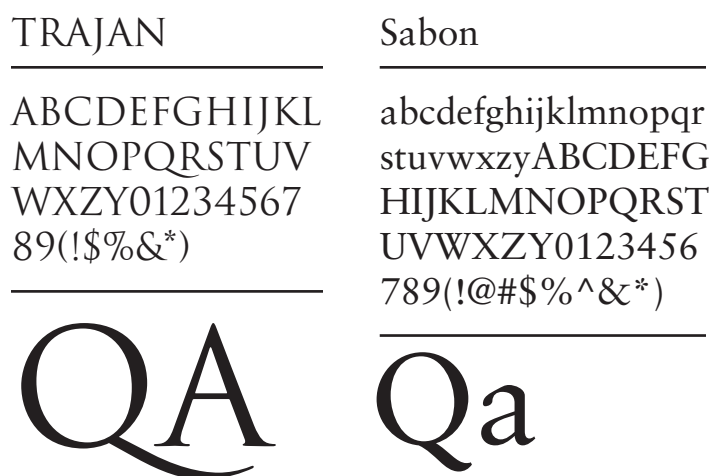 TRAJAN
ABCDEFGHIJKL
MNOPQRSTUV
WXZY01234567
89(!$%&*)
QA
Sabon
abcdefghijklmnopqr
stuvwxzyABCDEFG
HIJKLMNOPQRST
UVWXZY0123456
789(!@#$%^&*)
Qa